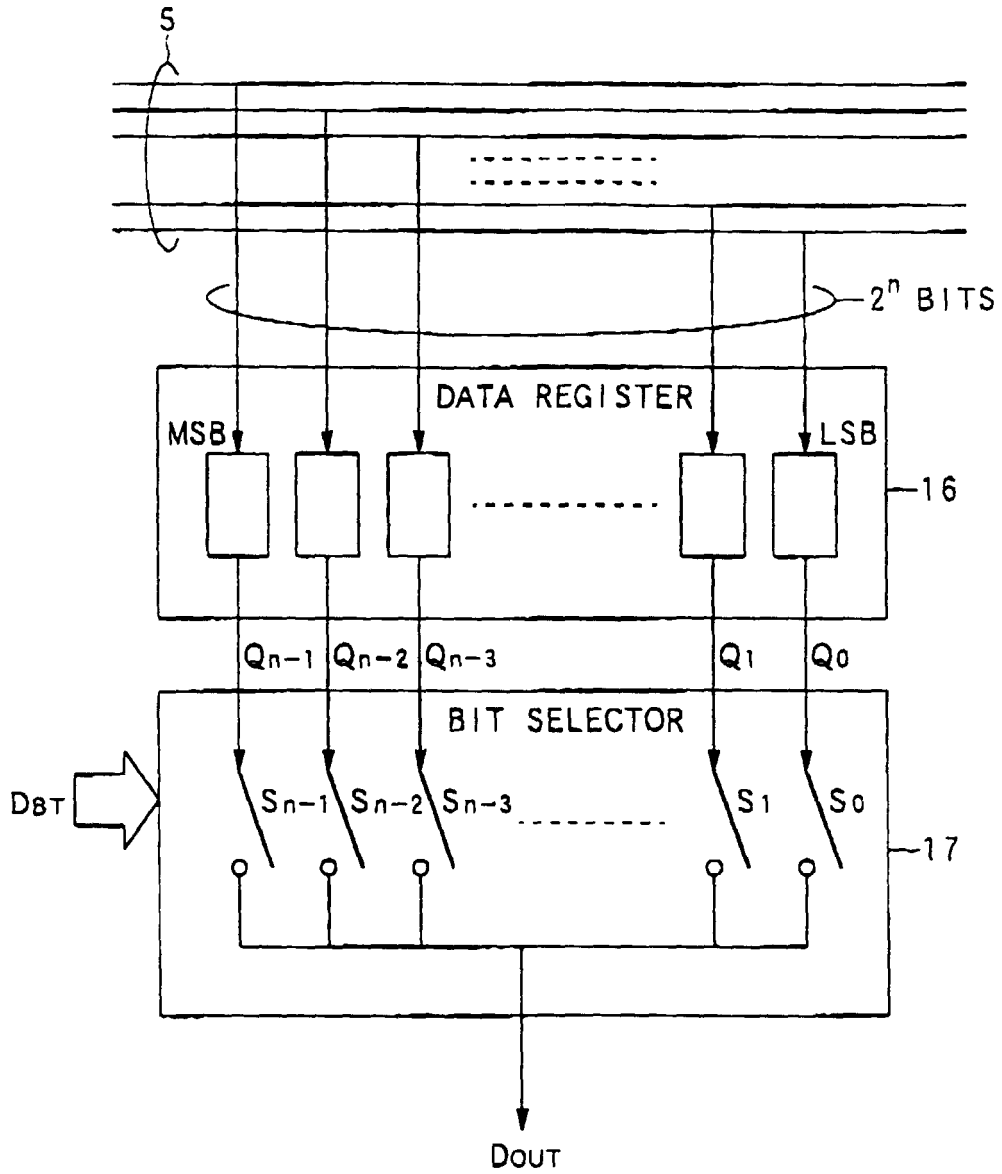 5
2ⁿ BITS
DATA REGISTER
MSB
LSB
16
Qn-1 Qn-2 Qn-3 Q1 Q0
BIT SELECTOR
DBT
Sn-1 Sn-2 Sn-3 S1 S0
17
DOUT